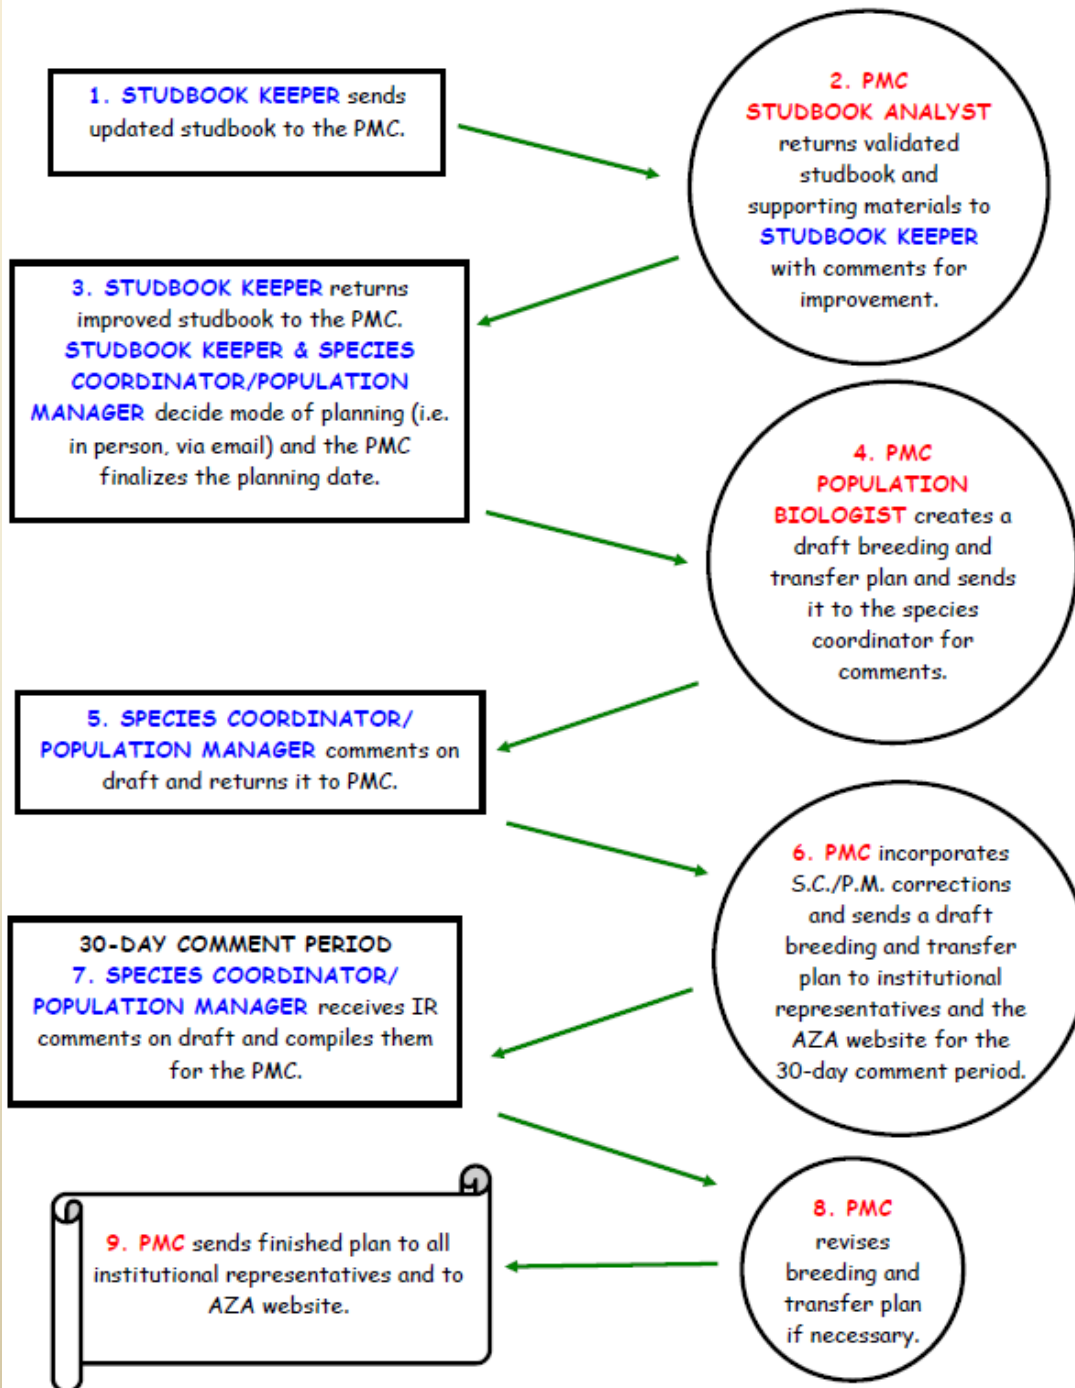 1. STUDBOOK KEEPER sends
updated studbook to the PMC.
2. PMC
STUDBOOK ANALYST
returns validated
studbook and
supporting materials to
STUDBOOK KEEPER
with comments for
improvement.
3. STUDBOOK KEEPER returns
improved studbook to the PMC.
STUDBOOK KEEPER & SPECIES
COORDINATOR/POPULATION
MANAGER decide mode of planning (i.e.
in person, via email) and the PMC
finalizes the planning date.
4. PMC
POPULATION
BIOLOGIST creates a
draft breeding and
transfer plan and sends
it to the species
coordinator for
comments.
5. SPECIES COORDINATOR/
POPULATION MANAGER comments on
draft and returns it to PMC.
6. PMC incorporates
S.C./P.M. corrections
and sends a draft
breeding and transfer
plan to institutional
representatives and the
AZA website for the
30-day comment period.
30-DAY COMMENT PERIOD
7. SPECIES COORDINATOR/
POPULATION MANAGER receives IR
comments on draft and compiles them
for the PMC.
8. PMC
revises
breeding and
transfer plan
if necessary.
9. PMC sends finished plan to all
institutional representatives and to
AZA website.